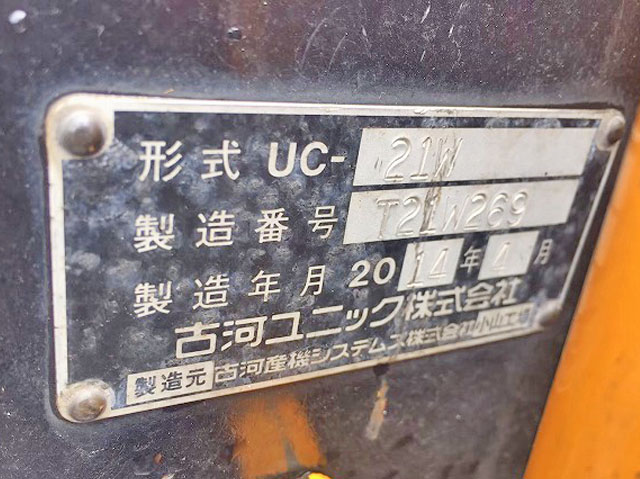 形式 UC-21W
製造番号 T21W269
製造年月 2014年4月
古河ユニック株式会社
製造元 古河産機システムズ株式会社小山工場